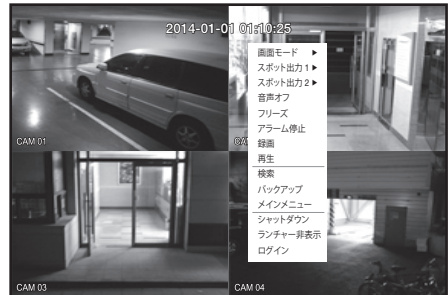 2014-01-01 01:10:25
画面モード ▶
スポット出力 1 ▶
スポット出力 2 ▶
音声オフ
フリーズ
アラーム停止
録画
再生
検索
バックアップ
メインメニュー
シャットダウン
ランチャー非表示
ログイン
CAM 01
CAM 03
CAM 04